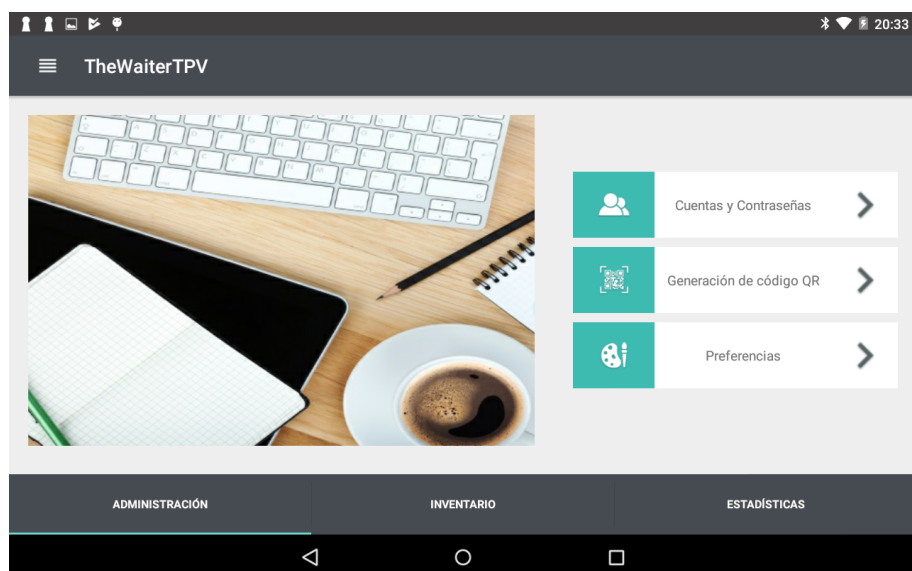 20:33
TheWaiterTPV
Cuentas y Contraseñas
Generación de código QR
Preferencias
ADMINISTRACIÓN
INVENTARIO
ESTADÍSTICAS